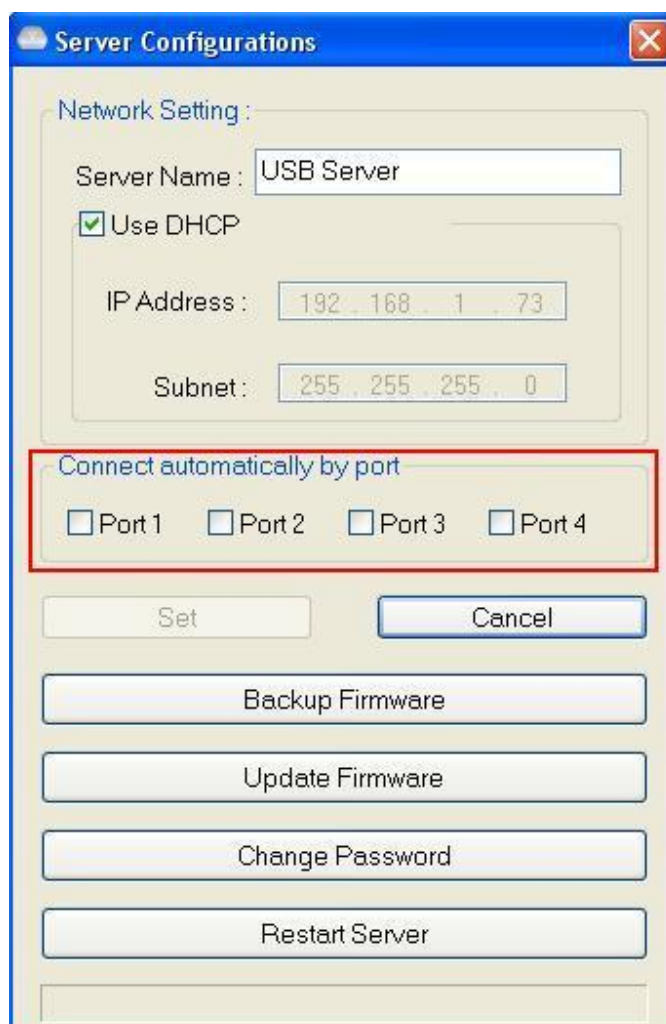 Server Configurations
Network Setting :
Server Name : USB Server
Use DHCP
IP Address : 192 . 168 . 1 . 73
Subnet : 255 . 255 . 255 . 0
Connect automatically by port
Port 1 Port 2 Port 3 Port 4
Set Cancel
Backup Firmware
Update Firmware
Change Password
Restart Server